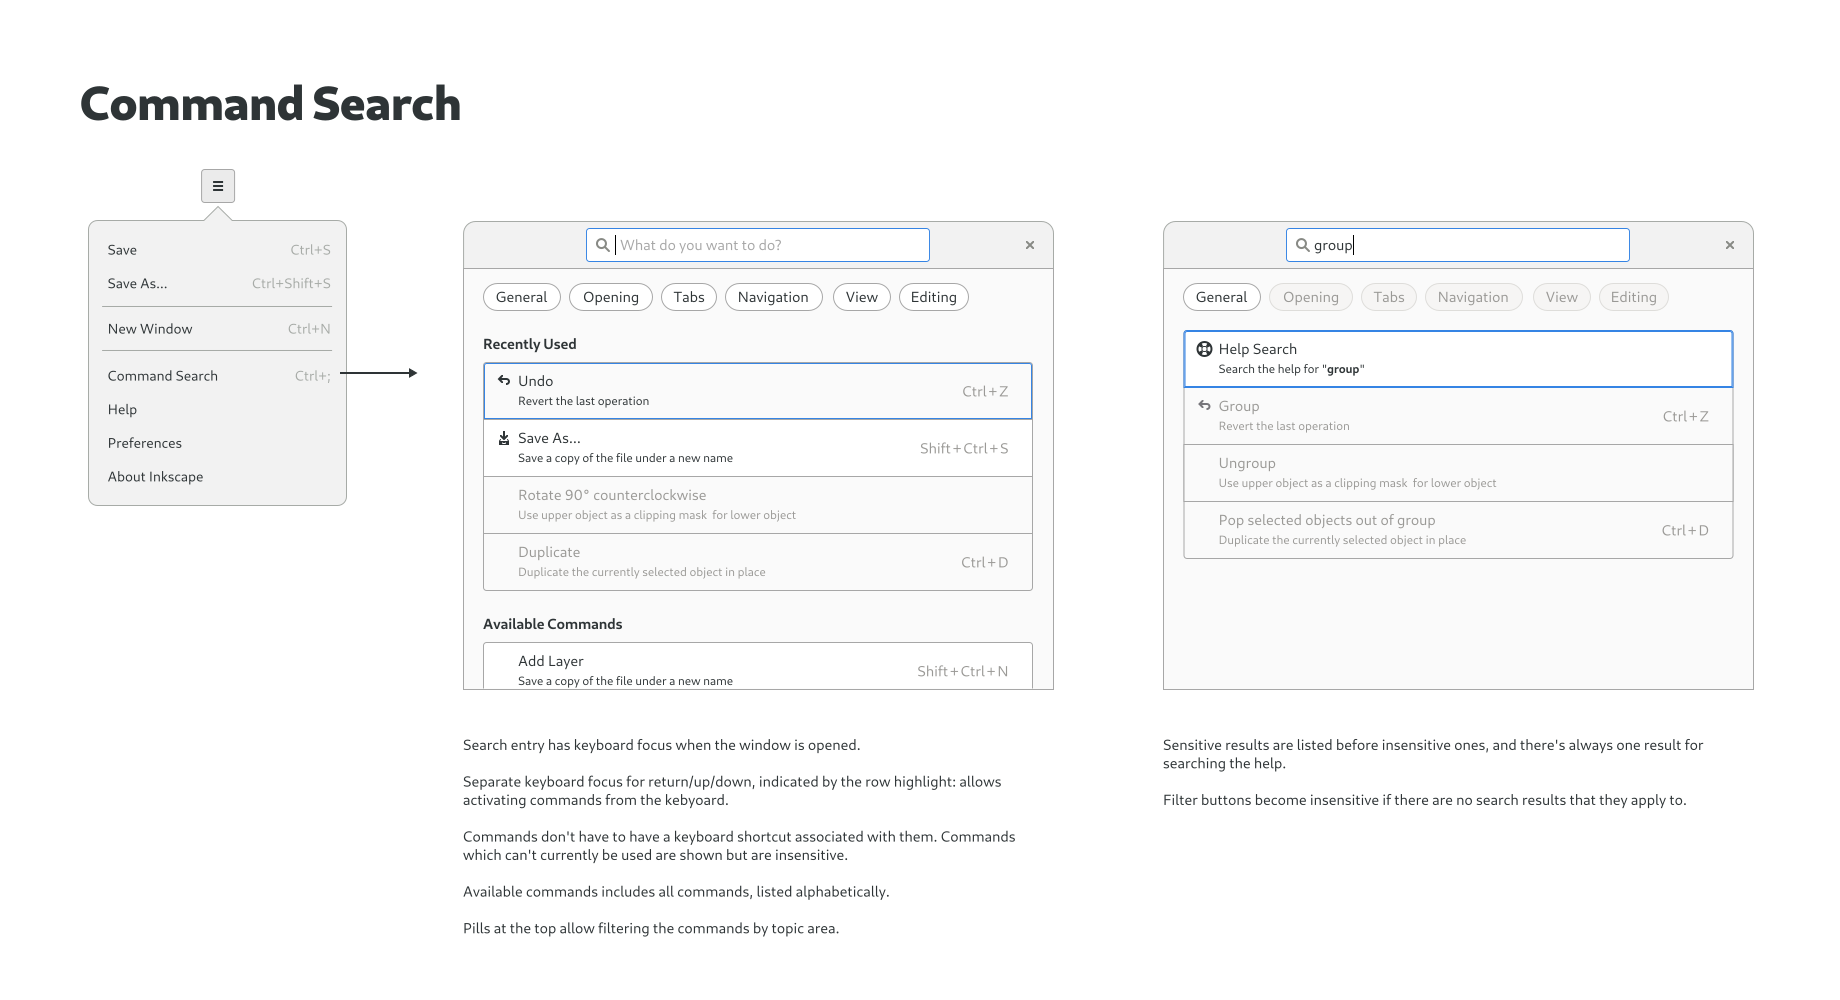 Command Search
Save Ctrl+S
Save As... Ctrl+Shift+S
New Window Ctrl+N
Command Search Ctrl+;
Help
Preferences
About Inkscape
What do you want to do?
General Opening Tabs Navigation View Editing
Recently Used
Undo
Revert the last operation
Ctrl+Z
Save As...
Save a copy of the file under a new name
Shift+Ctrl+S
Rotate 90° counterclockwise
Use upper object as a clipping mask for lower object
Duplicate
Duplicate the currently selected object in place
Ctrl+D
Available Commands
Add Layer
Save a copy of the file under a new name
Shift+Ctrl+N
Search entry has keyboard focus when the window is opened.
Separate keyboard focus for return/up/down, indicated by the row highlight: allows
activating commands from the kebyoard.
Commands don't have to have a keyboard shortcut associated with them. Commands
which can't currently be used are shown but are insensitive.
Available commands includes all commands, listed alphabetically.
Pills at the top allow filtering the commands by topic area.
group
General Opening Tabs Navigation View Editing
Help Search
Search the help for "group"
Group
Revert the last operation
Ctrl+Z
Ungroup
Use upper object as a clipping mask for lower object
Pop selected objects out of group
Duplicate the currently selected object in place
Ctrl+D
Sensitive results are listed before insensitive ones, and there's always one result for
searching the help.
Filter buttons become insensitive if there are no search results that they apply to.